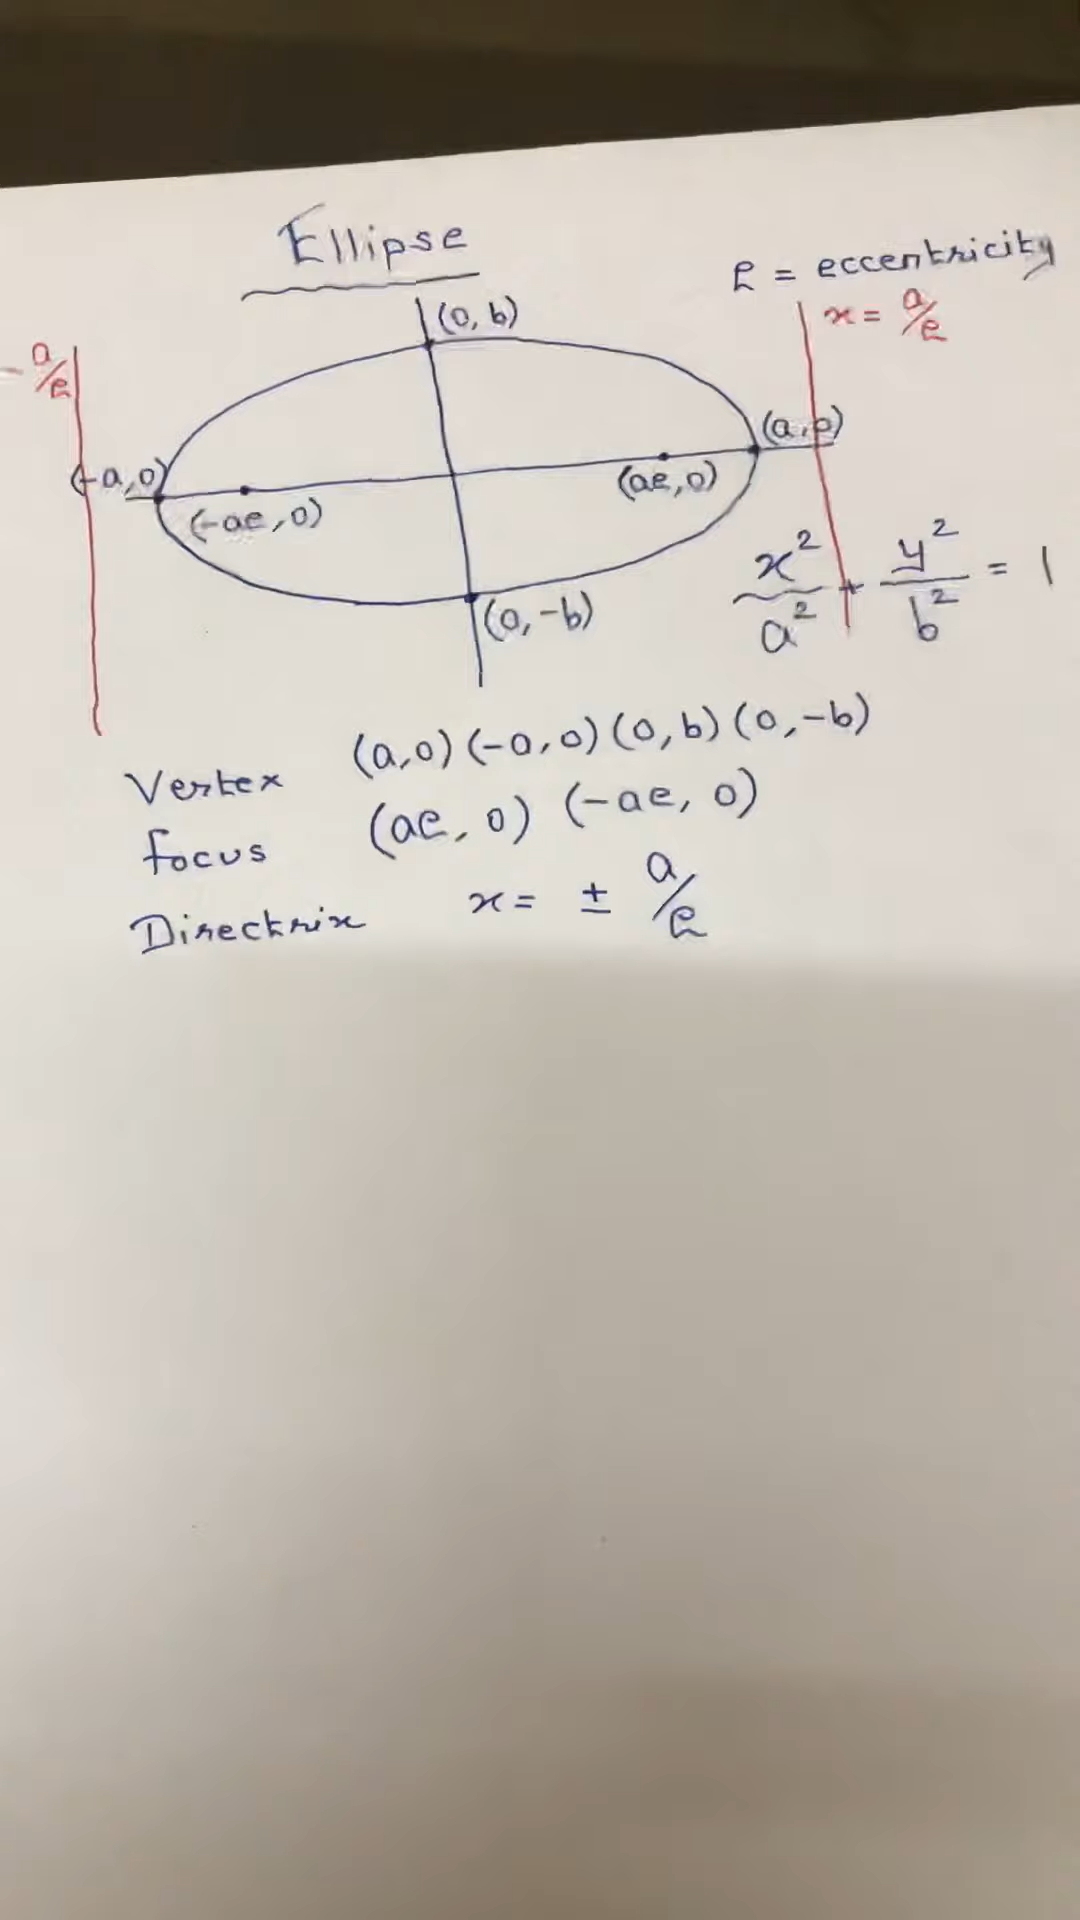 Ellipse
e = eccentricity
(0, b)
x = a/e
- a/e
(a, 0)
(-a, 0)
(ae, 0)
(-ae, 0)
x²/a² + y²/b² = 1
(0, -b)
Vertex (a, 0) (-a, 0) (0, b) (0, -b)
focus (ae, 0) (-ae, 0)
Directrix x = ± a/e